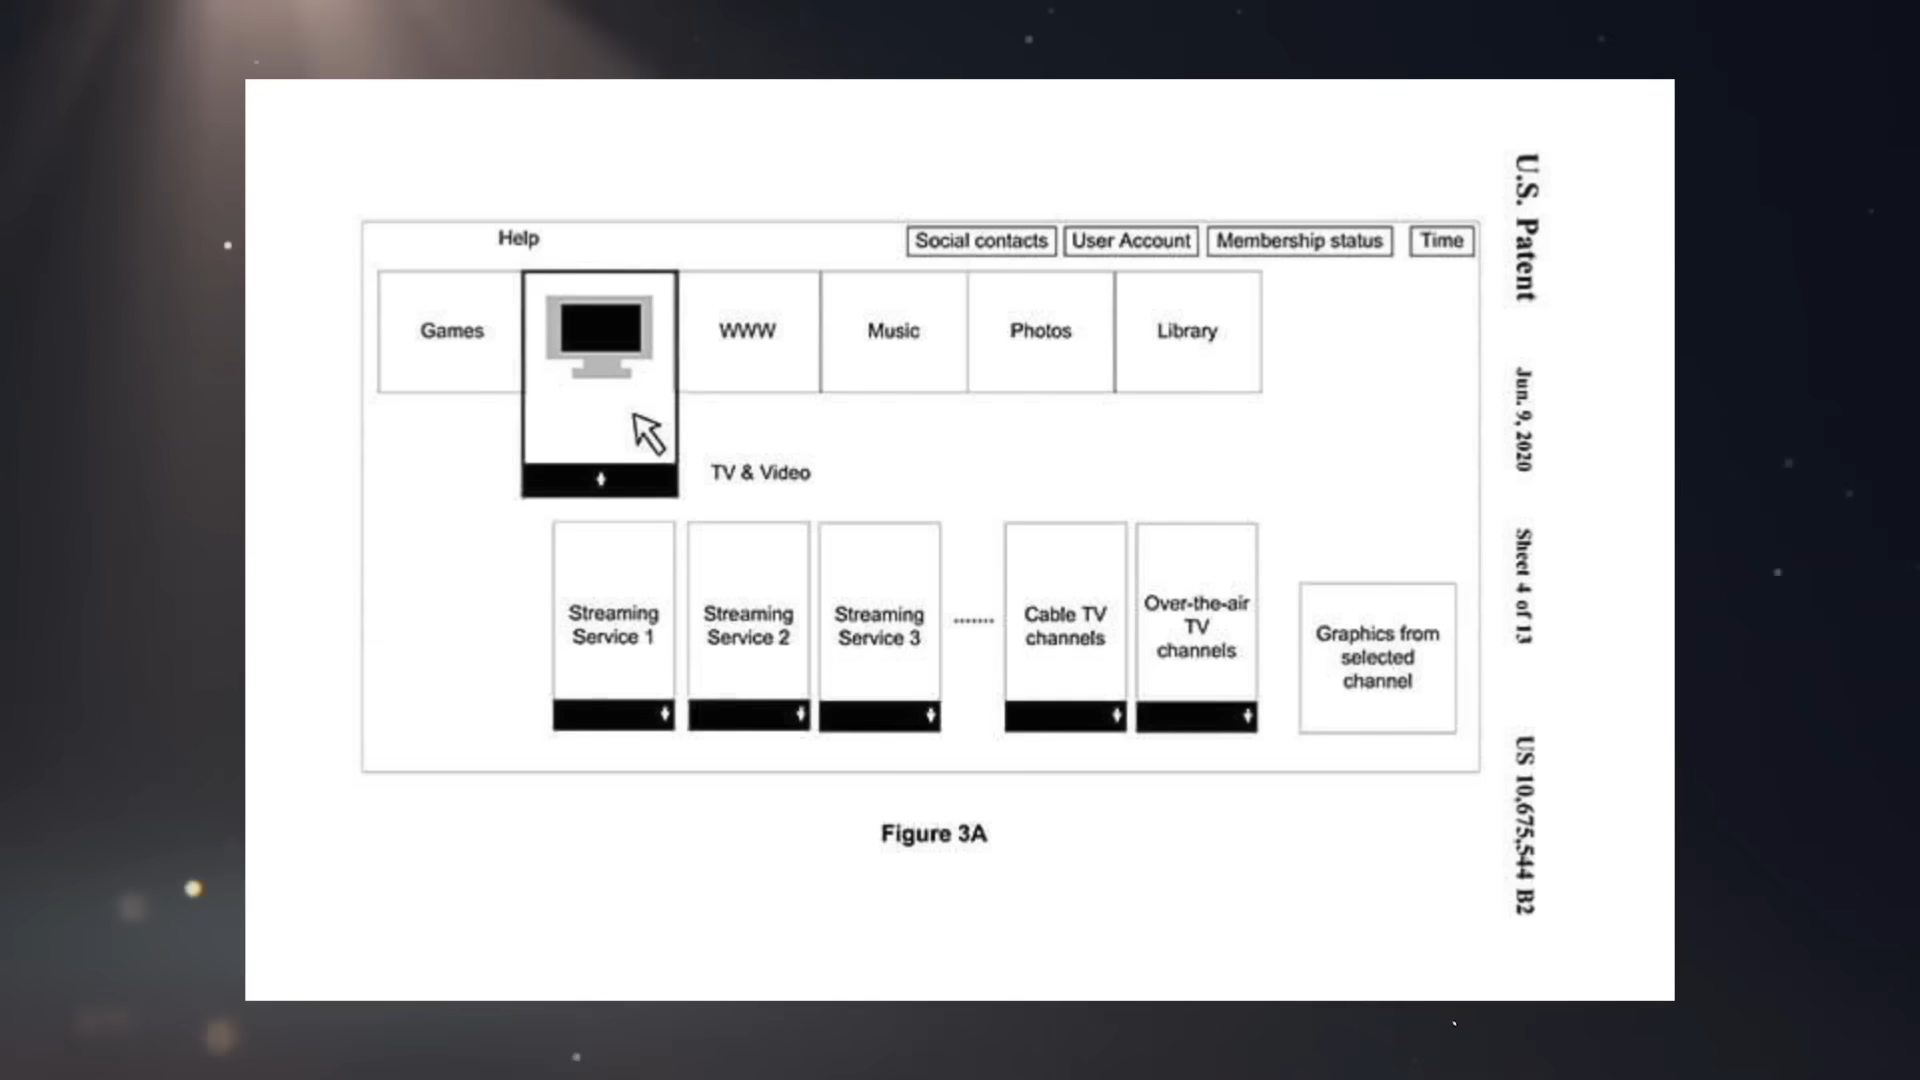 Help
Social contacts
User Account
Membership status
Time
Games
WWW
Music
Photos
Library
TV & Video
Streaming
Service 1
Streaming
Service 2
Streaming
Service 3
.......
Cable TV
channels
Over-the-air
TV
channels
Graphics from
selected
channel
Figure 3A
U.S. Patent
Jun. 9, 2020
Sheet 4 of 13
US 10,675,544 B2